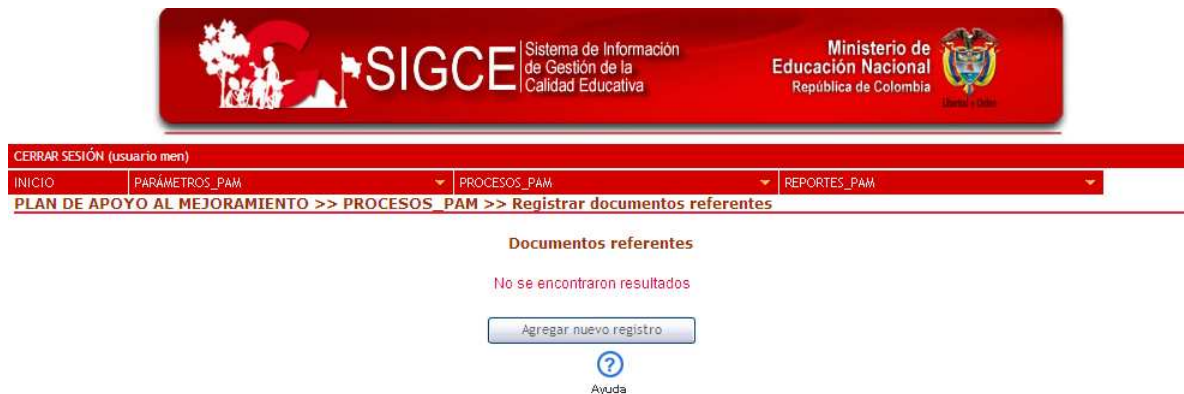 SIGCE
Sistema de Información
de Gestión de la
Calidad Educativa
Ministerio de
Educación Nacional
República de Colombia
Libertad y Orden
CERRAR SESIÓN (usuario men)
INICIO PARÁMETROS_PAM PROCESOS_PAM REPORTES_PAM
PLAN DE APOYO AL MEJORAMIENTO >> PROCESOS_PAM >> Registrar documentos referentes
Documentos referentes
No se encontraron resultados
Agregar nuevo registro
?
Ayuda